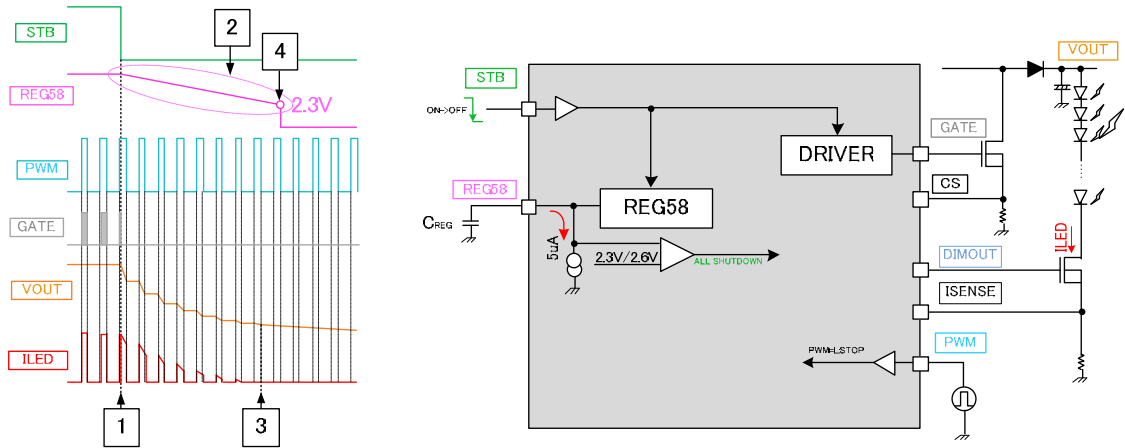 STB
2
4
REG58
2.3V
PWM
GATE
VOUT
ILED
1
3
STB
ON->OFF
VOUT
GATE
DRIVER
CS
REG58
REG58
CREG
5uA
2.3V/2.6V
ALL SHUTDOWN
ILED
DIMOUT
ISENSE
PWM=L:STOP
PWM